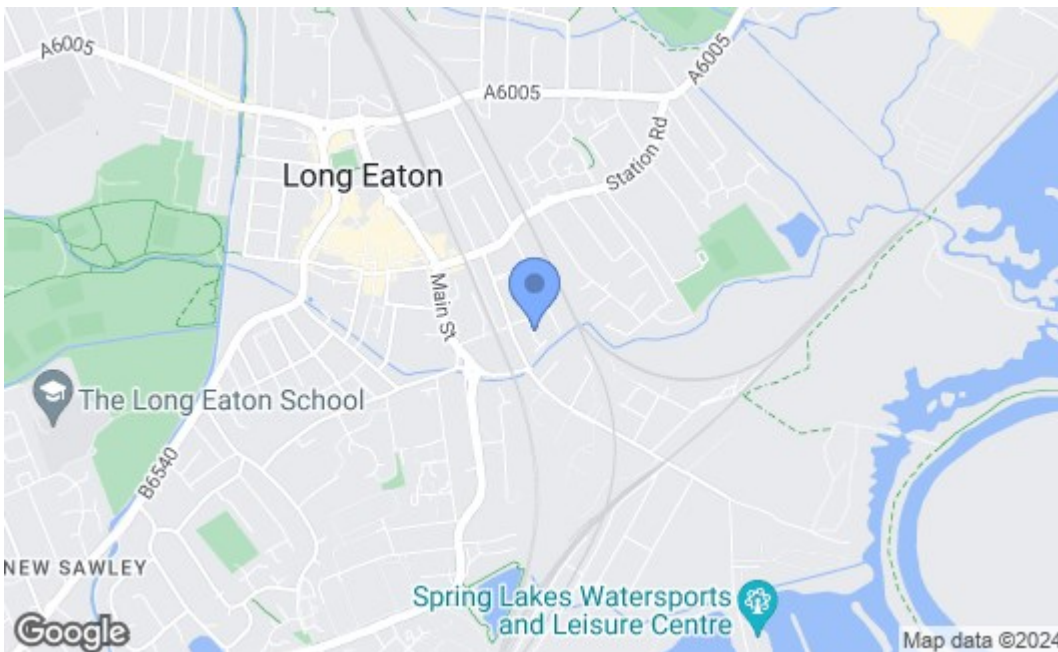 A6005
A6005
A6005
Station Rd
Long Eaton
Main St
The Long Eaton School
B6540
NEW SAWLEY
Spring Lakes Watersports
and Leisure Centre
Google
Map data ©2024